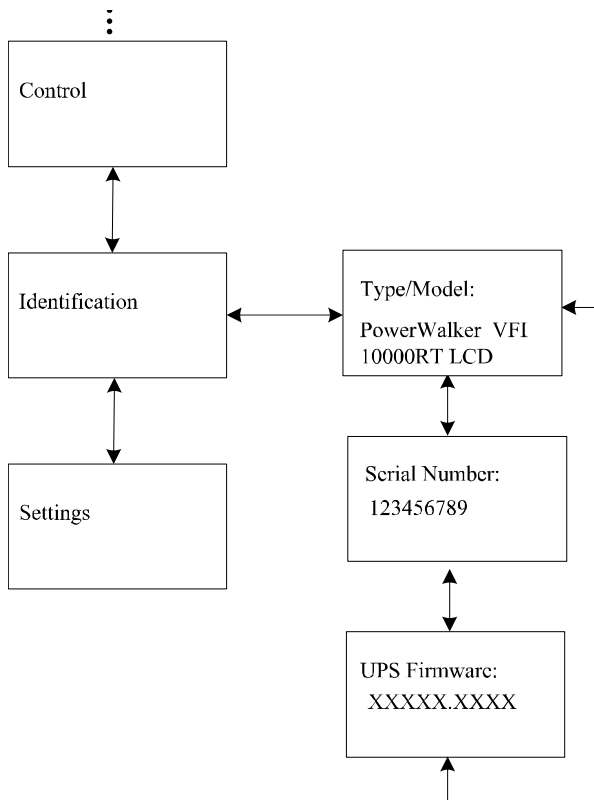 Control
Identification
Settings
Type/Model:
PowerWalker VFI
10000RT LCD
Serial Number:
123456789
UPS Firmware:
XXXXX.XXXX